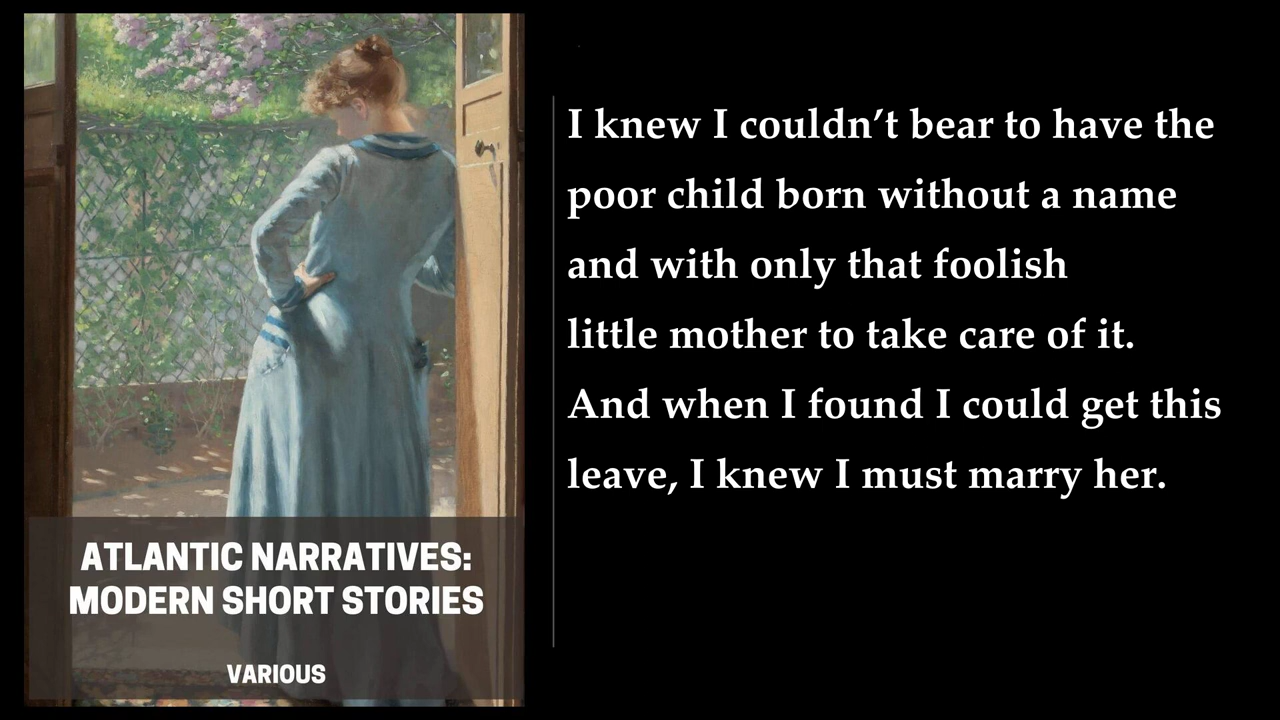 I knew I couldn’t bear to have the
poor child born without a name
and with only that foolish
little mother to take care of it.
And when I found I could get this
leave, I knew I must marry her.
ATLANTIC NARRATIVES:
MODERN SHORT STORIES
VARIOUS